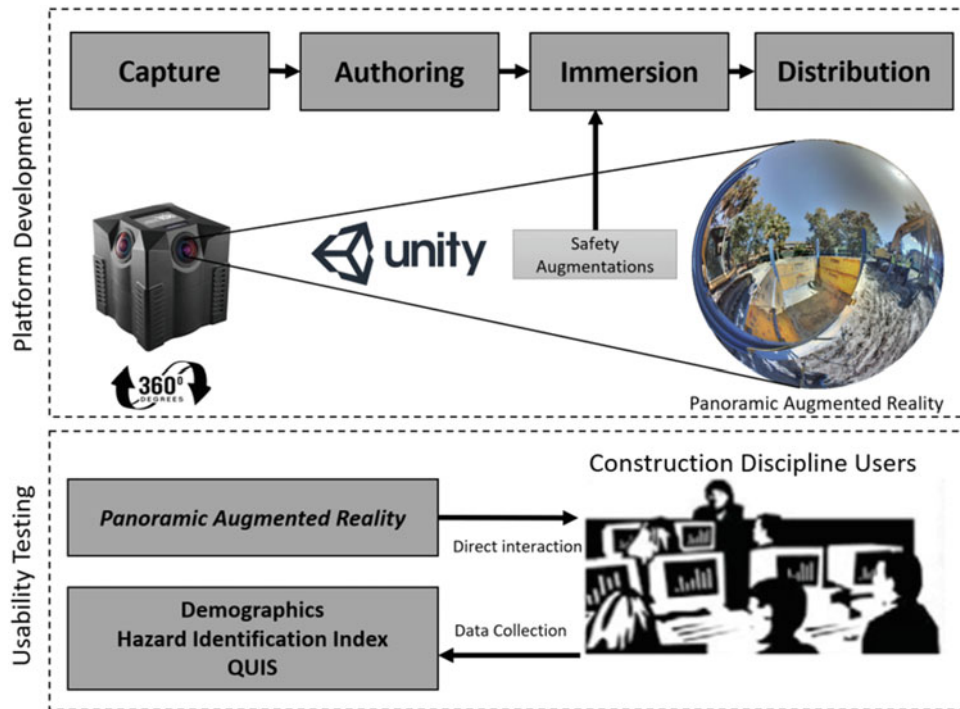 Platform Development
Capture
Authoring
Immersion
Distribution
unity
Safety
Augmentations
360°
DEGREES
Panoramic Augmented Reality
Usability Testing
Construction Discipline Users
Panoramic Augmented Reality
Direct interaction
Demographics
Hazard Identification Index
QUIS
Data Collection